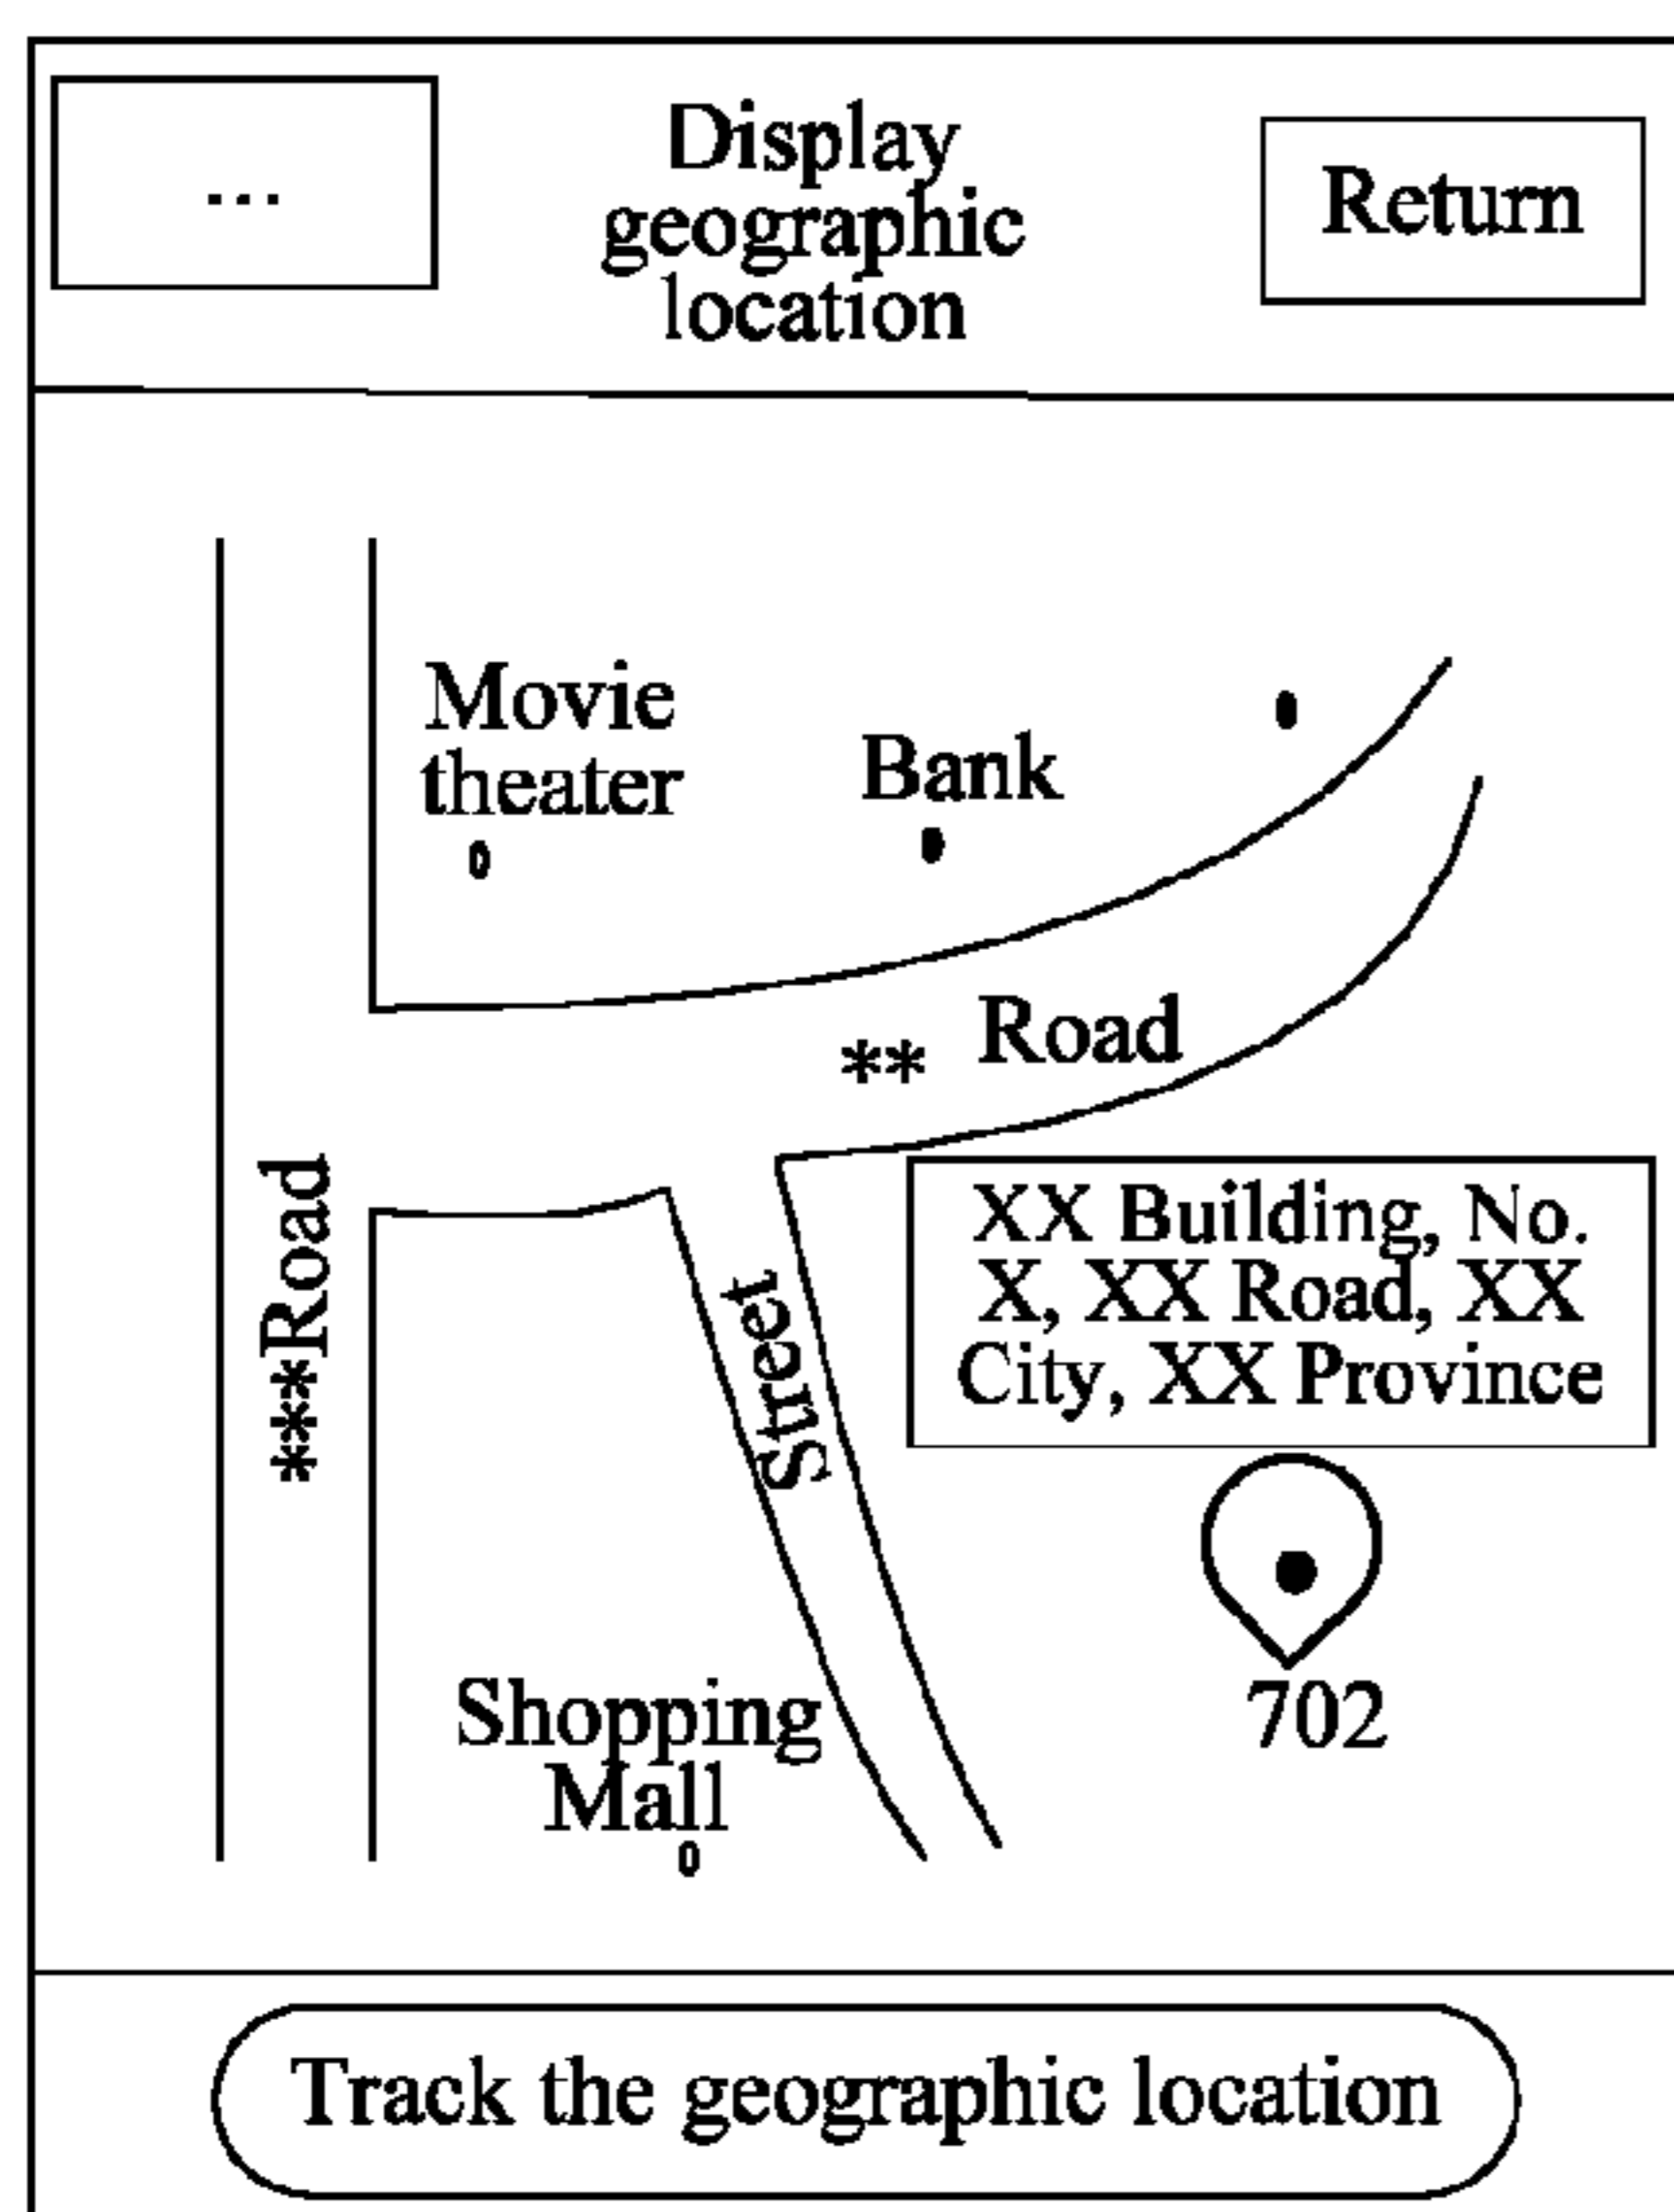 ...
Display
geographic
location
Return
Movie
theater
Bank
** Road
***Road
Street
XX Building, No.
X, XX Road, XX
City, XX Province
702
Shopping
Mall
Track the geographic location